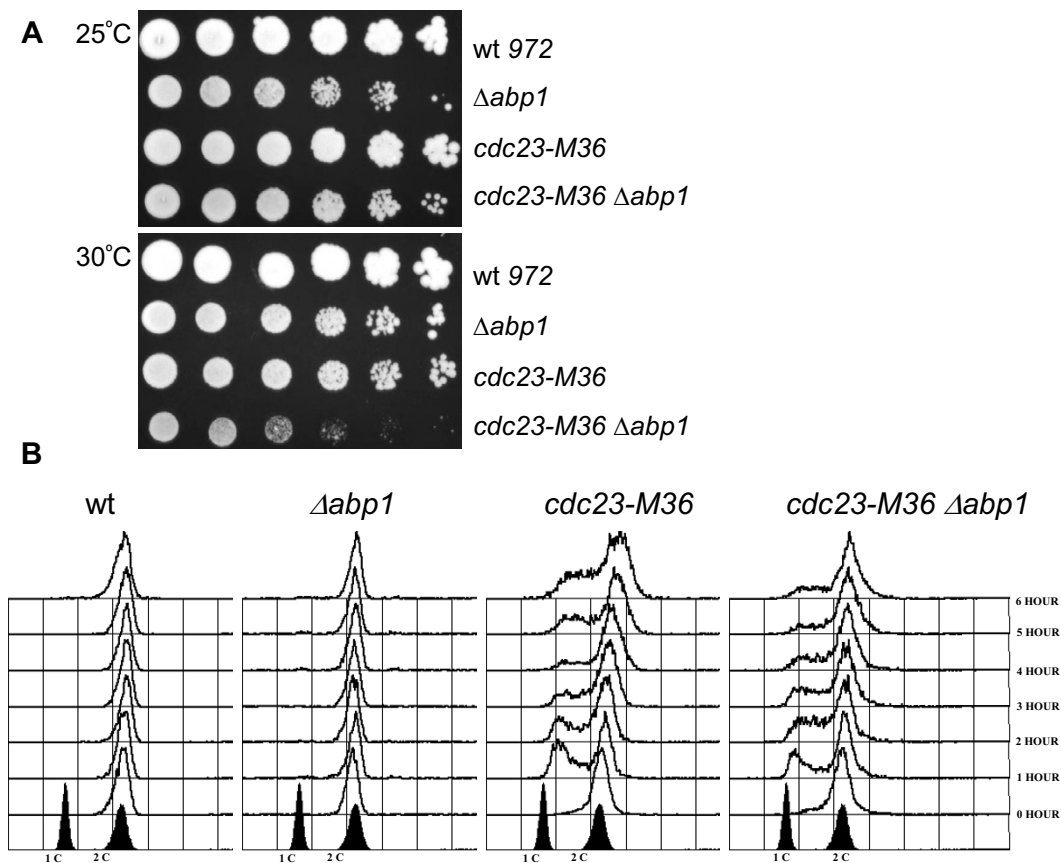 A
25°C
wt 972
Δabp1
cdc23-M36
cdc23-M36 Δabp1
30°C
wt 972
Δabp1
cdc23-M36
cdc23-M36 Δabp1
B
wt
Δabp1
cdc23-M36
cdc23-M36 Δabp1
6 HOUR
5 HOUR
4 HOUR
3 HOUR
2 HOUR
1 HOUR
0 HOUR
1 C 2 C
1 C 2 C
1 C 2 C
1 C 2 C